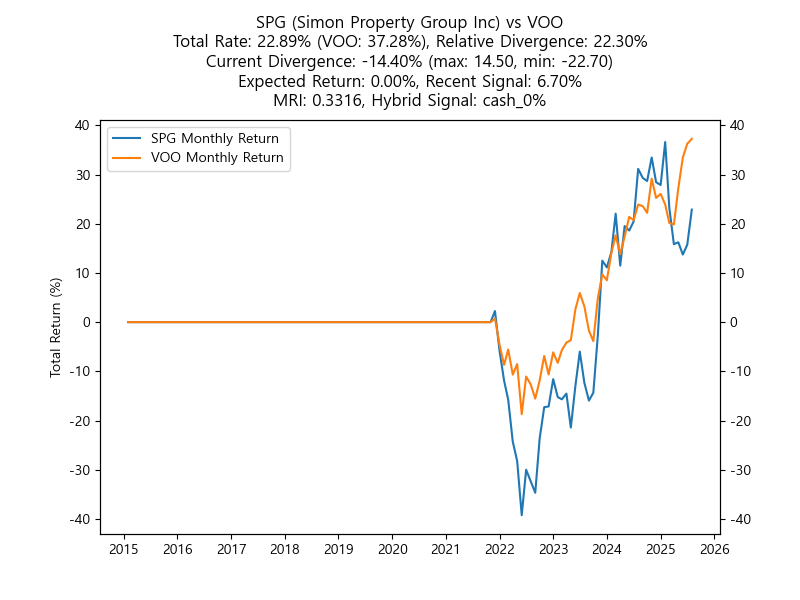 SPG (Simon Property Group Inc) vs VOO
Total Rate: 22.89% (VOO: 37.28%), Relative Divergence: 22.30%
Current Divergence: -14.40% (max: 14.50, min: -22.70)
Expected Return: 0.00%, Recent Signal: 6.70%
MRI: 0.3316, Hybrid Signal: cash_0%
SPG Monthly Return
VOO Monthly Return
Total Return (%)
40
30
20
10
0
-10
-20
-30
-40
40
30
20
10
0
-10
-20
-30
-40
2015 2016 2017 2018 2019 2020 2021 2022 2023 2024 2025 2026